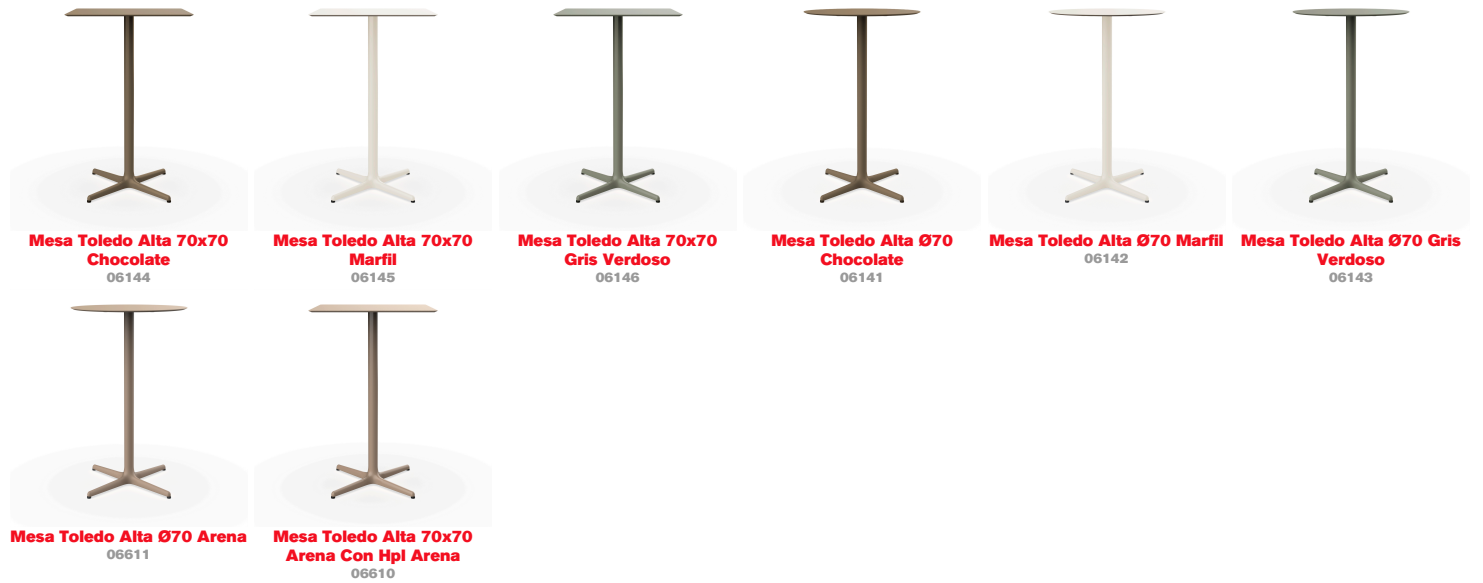 Mesa Toledo Alta 70x70
Chocolate
06144
Mesa Toledo Alta 70x70
Marfil
06145
Mesa Toledo Alta 70x70
Gris Verdoso
06146
Mesa Toledo Alta Ø70
Chocolate
06141
Mesa Toledo Alta Ø70 Marfil
06142
Mesa Toledo Alta Ø70 Gris
Verdoso
06143
Mesa Toledo Alta Ø70 Arena
06611
Mesa Toledo Alta 70x70
Arena Con Hpl Arena
06610